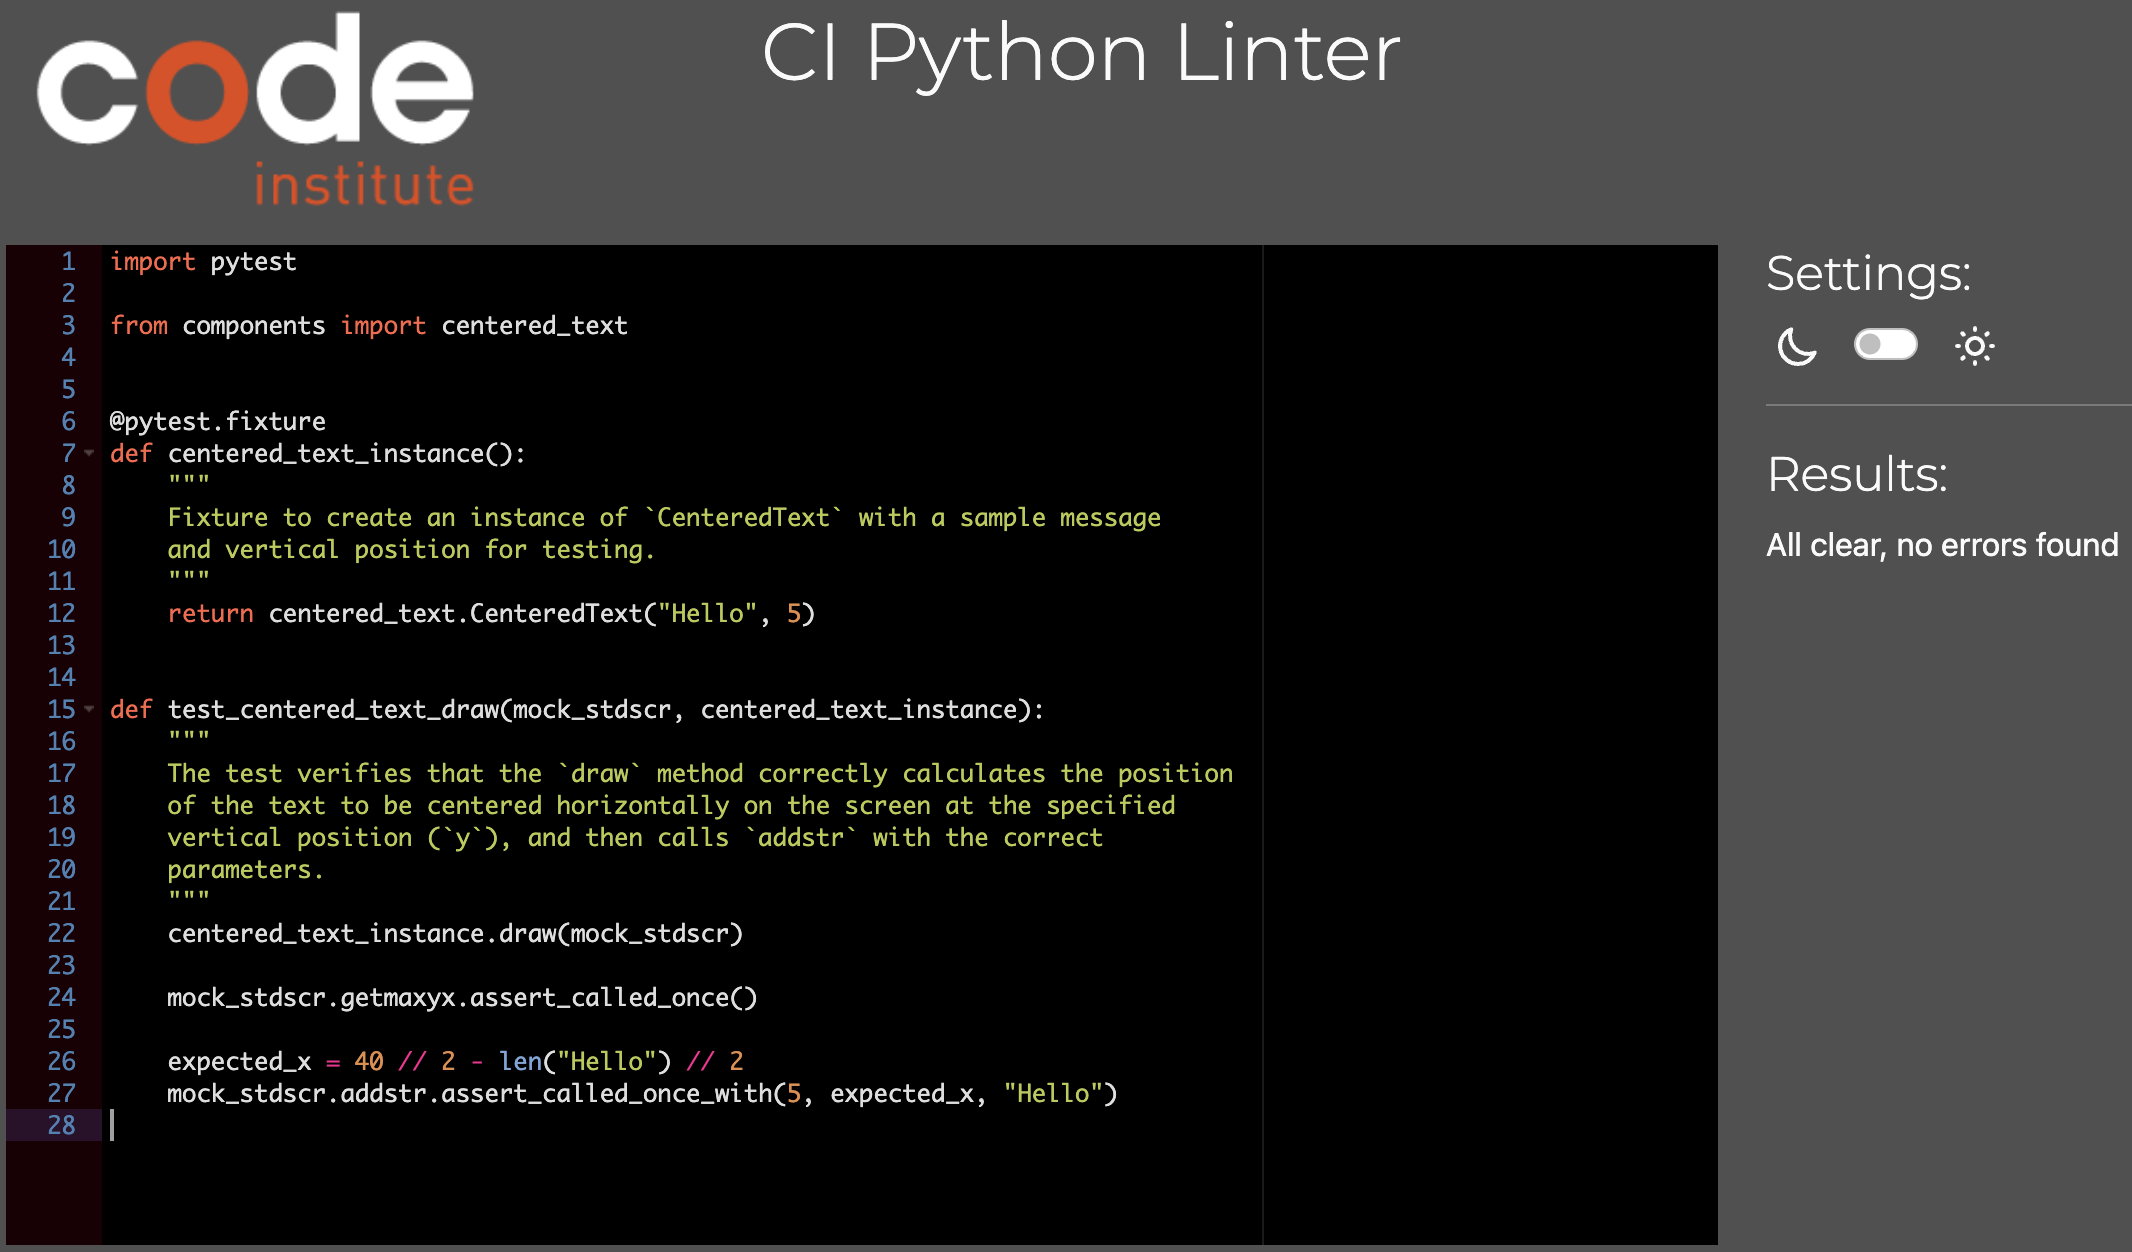 code
institute
CI Python Linter
1 import pytest
2
3 from components import centered_text
4
5
6 @pytest.fixture
7 def centered_text_instance():
8     """
9     Fixture to create an instance of `CenteredText` with a sample message
10     and vertical position for testing.
11     """
12     return centered_text.CenteredText("Hello", 5)
13
14
15 def test_centered_text_draw(mock_stdscr, centered_text_instance):
16     """
17     The test verifies that the `draw` method correctly calculates the position
18     of the text to be centered horizontally on the screen at the specified
19     vertical position (`y`), and then calls `addstr` with the correct
20     parameters.
21     """
22     centered_text_instance.draw(mock_stdscr)
23
24     mock_stdscr.getmaxyx.assert_called_once()
25
26     expected_x = 40 // 2 - len("Hello") // 2
27     mock_stdscr.addstr.assert_called_once_with(5, expected_x, "Hello")
28
Settings:
Results:
All clear, no errors found